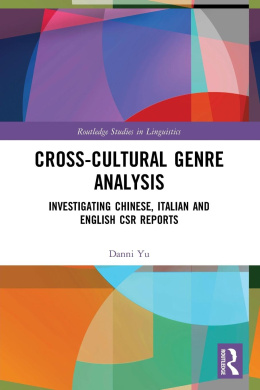 Routledge Studies in Linguistics
CROSS-CULTURAL GENRE
ANALYSIS
INVESTIGATING CHINESE, ITALIAN AND
ENGLISH CSR REPORTS
Danni Yu
ROUTLEDGE